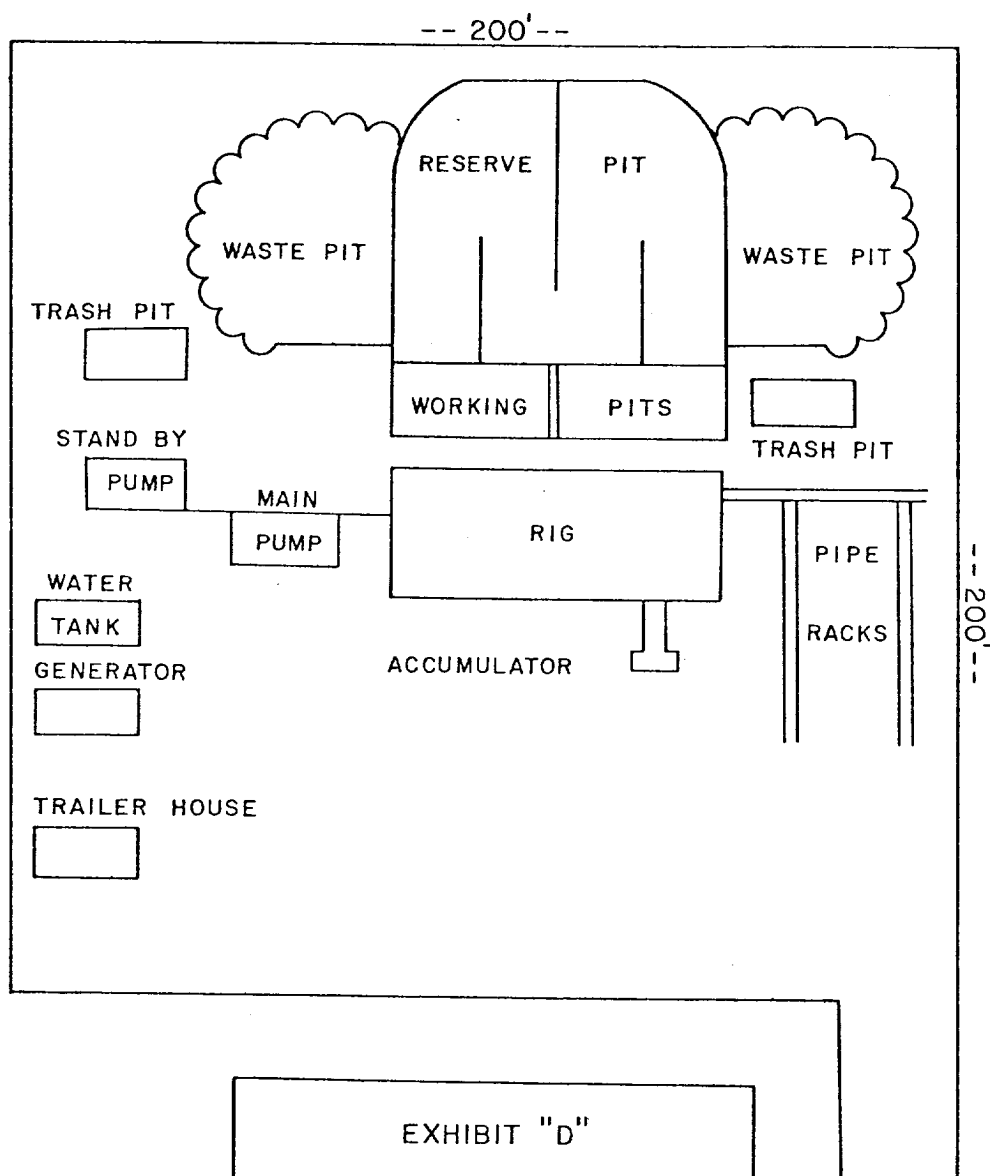 -- 200'--
RESERVE PIT
WASTE PIT
WASTE PIT
TRASH PIT
WORKING PITS
TRASH PIT
STAND BY
PUMP
MAIN
PUMP
RIG
PIPE
RACKS
--200'--
WATER
TANK
ACCUMULATOR
GENERATOR
TRAILER HOUSE
EXHIBIT "D"